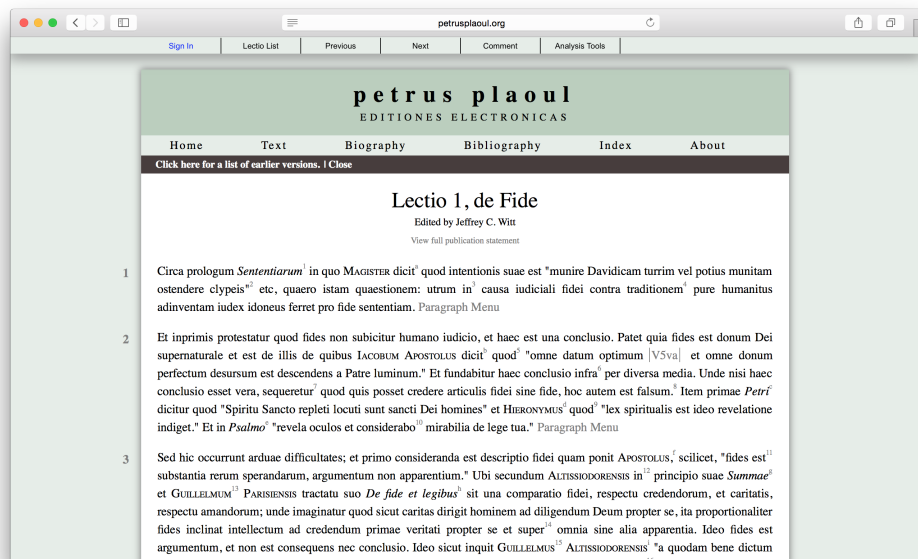 petrusplaoul.org
Sign In Lectio List Previous Next Comment Analysis Tools
petrus plaoul
EDITIONES ELECTRONICAS
Home Text Biography Bibliography Index About
Click here for a list of earlier versions. | Close
Lectio 1, de Fide
Edited by Jeffrey C. Witt
View full publication statement
1 Circa prologum Sententiarum1 in quo MAGISTER dicita quod intentionis suae est "munire Davidicam turrim vel potius munitam
ostendere clypeis"2 etc, quaero istam quaestionem: utrum in3 causa iudiciali fidei contra traditionem4 pure humanitus
adinventam iudex idoneus ferret pro fide sententiam. Paragraph Menu
2 Et inprimis protestatur quod fides non subicitur humano iudicio, et haec est una conclusio. Patet quia fides est donum Dei
supernaturale et est de illis de quibus IACOBUM APOSTOLUS dicitb quod5 "omne datum optimum |V5va| et omne donum
perfectum desursum est descendens a Patre luminum." Et fundabitur haec conclusio infra6 per diversa media. Unde nisi haec
conclusio esset vera, sequeretur7 quod quis posset credere articulis fidei sine fide, hoc autem est falsum.8 Item primae Petric
dicitur quod "Spiritu Sancto repleti locuti sunt sancti Dei homines" et HIERONYMUSd quod9 "lex spiritualis est ideo revelatione
indiget." Et in Psalmoe "revela oculos et considerabo10 mirabilia de lege tua." Paragraph Menu
3 Sed hic occurrunt arduae difficultates; et primo consideranda est descriptio fidei quam ponit APOSTOLUS,f scilicet, "fides est11
substantia rerum sperandarum, argumentum non apparentium." Ubi secundum ALTISSIODORENSIS in12 principio suae Summaeg
et GUILLELMUM13 PARISIENSIS tractatu suo De fide et legibush sit una comparatio fidei, respectu credendorum, et caritatis,
respectu amandorum; unde imaginatur quod sicut caritas dirigit hominem ad diligendum Deum propter se, ita proportionaliter
fides inclinat intellectum ad credendum primae veritati propter se et super14 omnia sine alia apparentia. Ideo fides est
argumentum, et non est consequens nec conclusio. Ideo sicut inquit GUILLELMUS15 ALTISSIODORENSISi "a quodam bene dictum